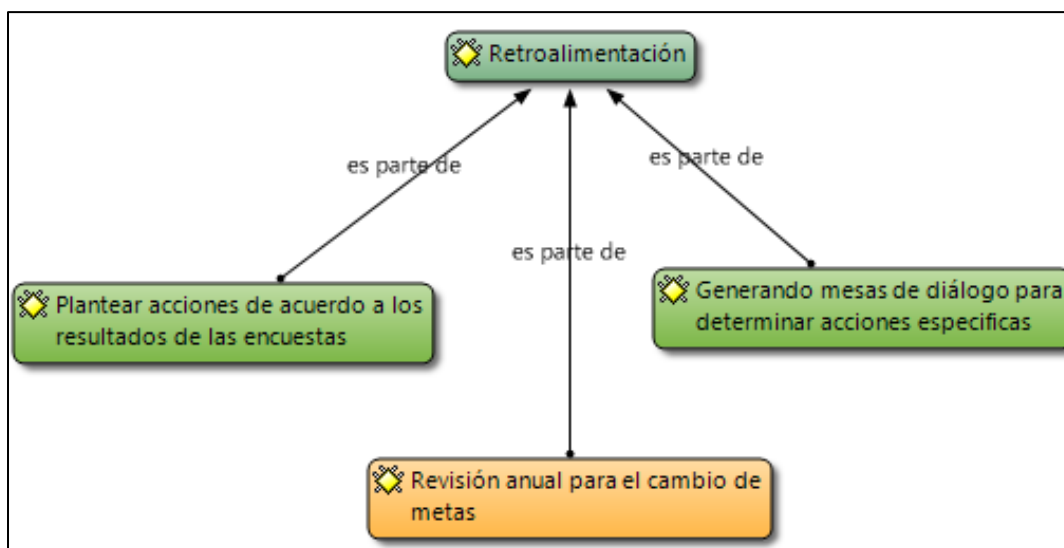 Retroalimentación
es parte de
es parte de
es parte de
Plantear acciones de acuerdo a los
resultados de las encuestas
Generando mesas de diálogo para
determinar acciones especificas
Revisión anual para el cambio de
metas